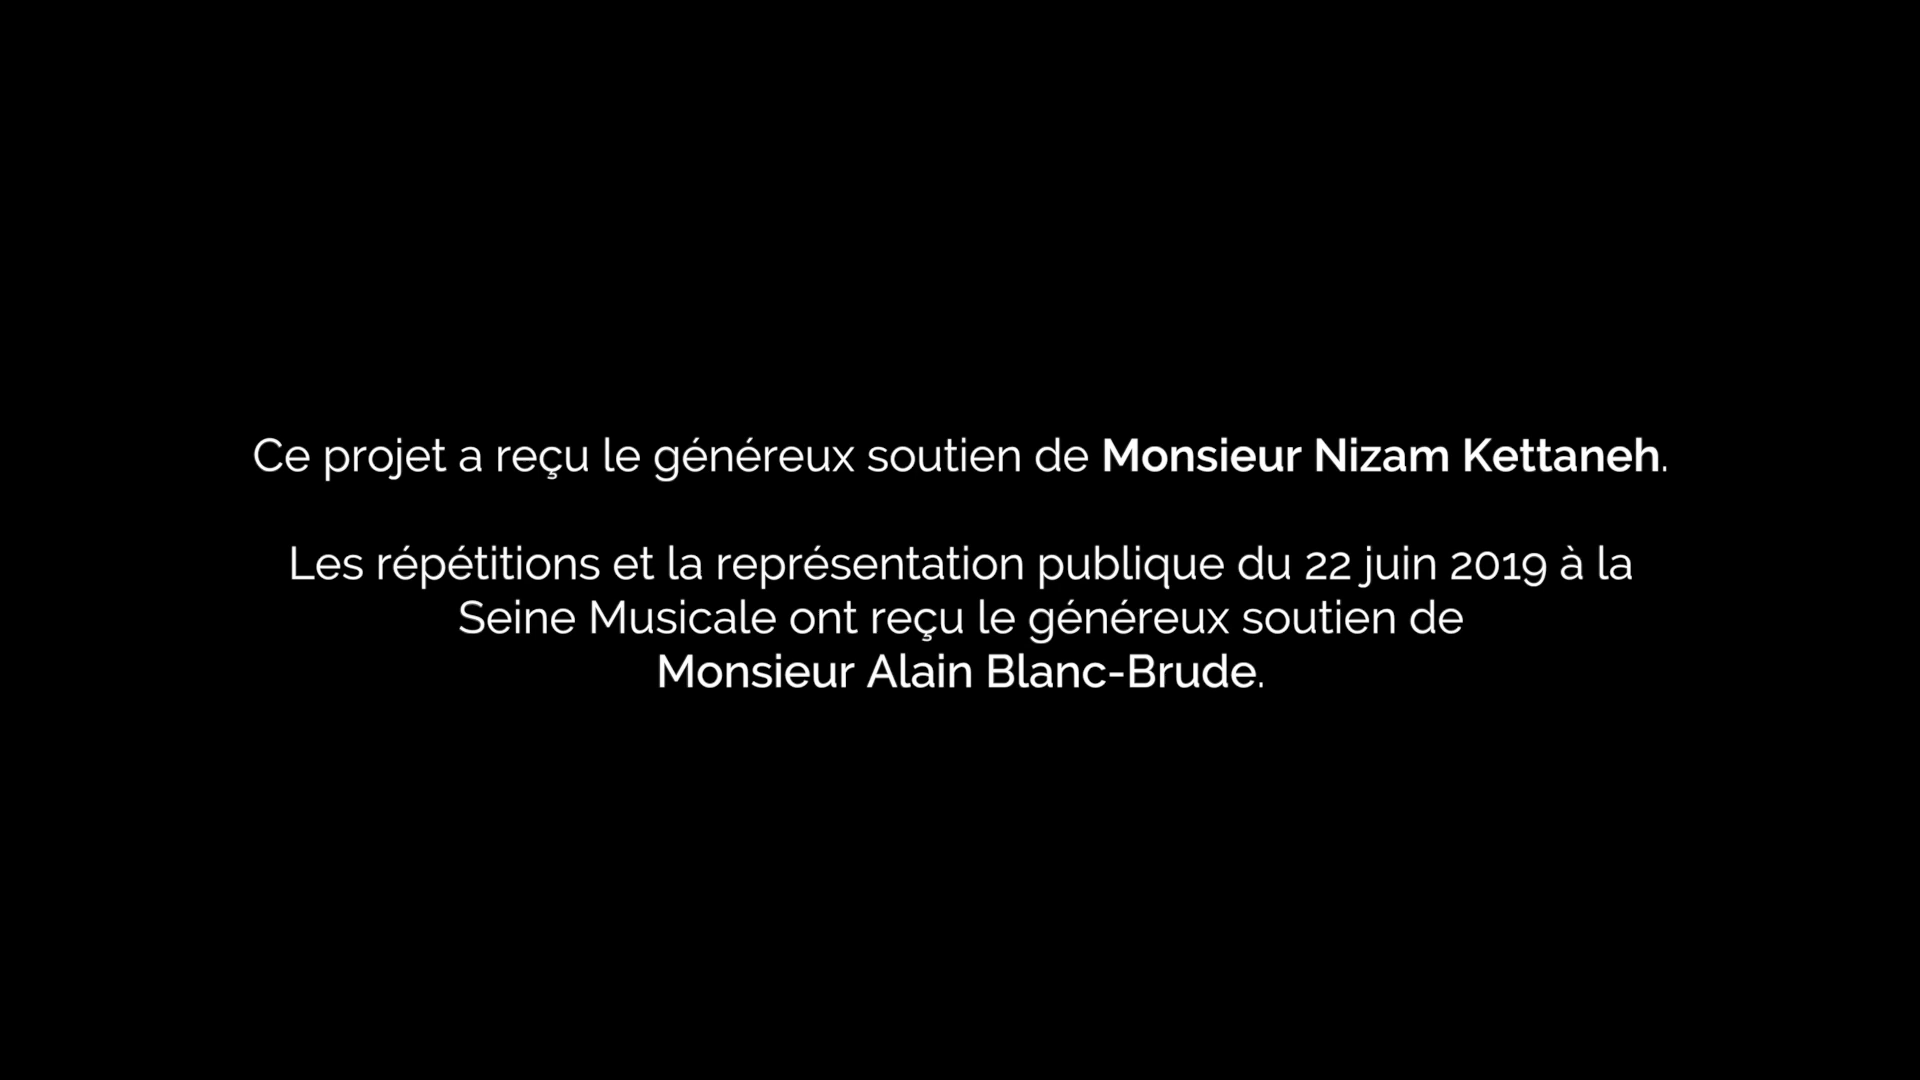 Ce projet a reçu le généreux soutien de Monsieur Nizam Kettaneh.
Les répétitions et la représentation publique du 22 juin 2019 à la
Seine Musicale ont reçu le généreux soutien de
Monsieur Alain Blanc-Brude.